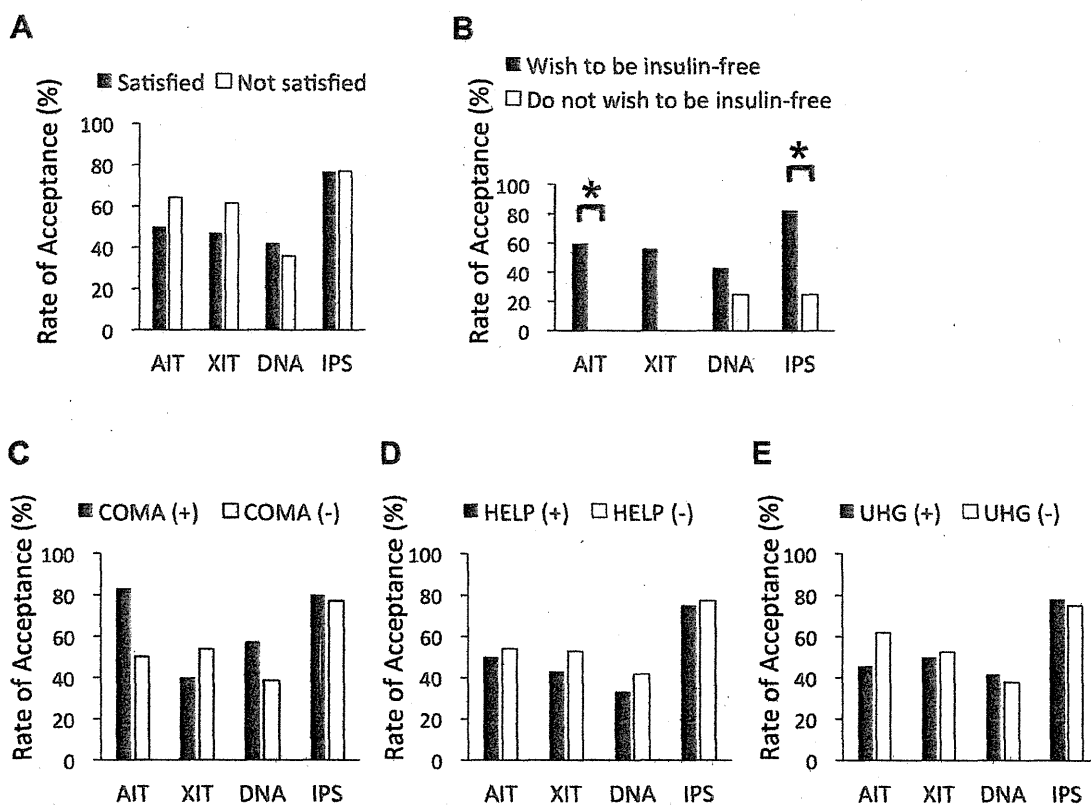 A
Satisfied Not satisfied
Rate of Acceptance (%)
100
80
60
40
20
0
AIT XIT DNA IPS
B
Wish to be insulin-free
Do not wish to be insulin-free
Rate of Acceptance (%)
* *
100
80
60
40
20
0
AIT XIT DNA IPS
C
COMA (+) COMA (-)
Rate of Acceptance (%)
100
80
60
40
20
0
AIT XIT DNA IPS
D
HELP (+) HELP (-)
Rate of Acceptance (%)
100
80
60
40
20
0
AIT XIT DNA IPS
E
UHG (+) UHG (-)
Rate of Acceptance (%)
100
80
60
40
20
0
AIT XIT DNA IPS